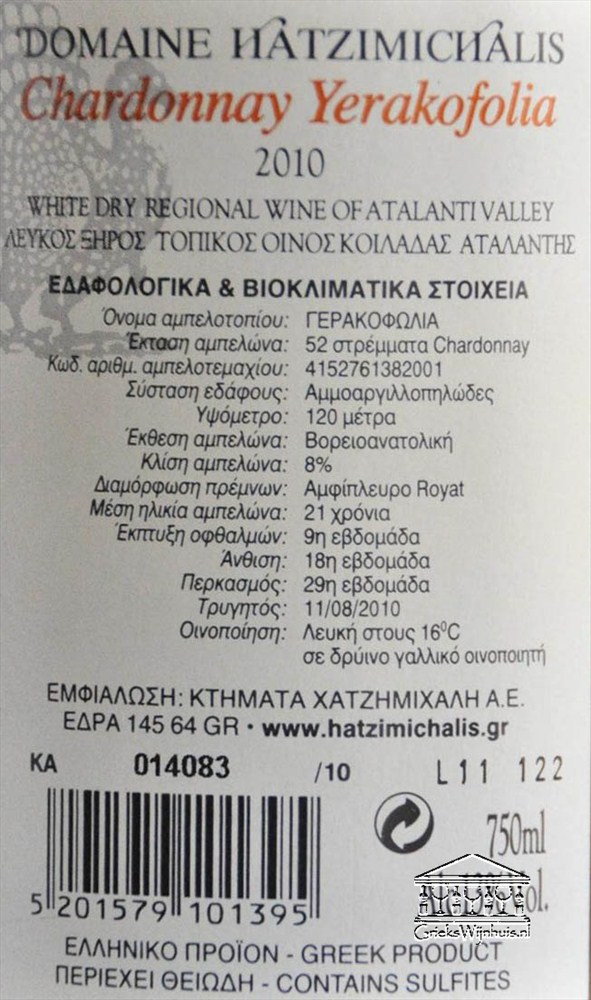 DOMAINE HATZIMICHALIS
Chardonnay Yerakofolia
2010
WHITE DRY REGIONAL WINE OF ATALANTI VALLEY
ΛΕΥΚΟΣ ΞΗΡΟΣ ΤΟΠΙΚΟΣ ΟΙΝΟΣ ΚΟΙΛΑΔΑΣ ΑΤΑΛΑΝΤΗΣ
ΕΔΑΦΟΛΟΓΙΚΑ & ΒΙΟΚΛΙΜΑΤΙΚΑ ΣΤΟΙΧΕΙΑ
Όνομα αμπελοτοπίου: ΓΕΡΑΚΟΦΩΛΙΑ
Έκταση αμπελώνα: 52 στρέμματα Chardonnay
Κωδ. αριθμ. αμπελοτεμαχίου: 4152761382001
Σύσταση εδάφους: Αμμοαργιλλοπηλώδες
Υψόμετρο: 120 μέτρα
Έκθεση αμπελώνα: Βορειοανατολική
Κλίση αμπελώνα: 8%
Διαμόρφωση πρέμνων: Αμφίπλευρο Royat
Μέση ηλικία αμπελώνα: 21 χρόνια
Έκπτυξη οφθαλμών: 9η εβδομάδα
Άνθιση: 18η εβδομάδα
Περκασμός: 29η εβδομάδα
Τρυγητός: 11/08/2010
Οινοποίηση: Λευκή στους 16⁰C
σε δρύινο γαλλικό οινοποιητή
ΕΜΦΙΑΛΩΣΗ: ΚΤΗΜΑΤΑ ΧΑΤΖΗΜΙΧΑΛΗ Α.Ε.
ΕΔΡΑ 145 64 GR • www.hatzimichalis.gr
ΚΑ 014083 /10 L11 122
750ml
vol.
GrieksWijnhuis.nl
5 201579 101395
ΕΛΛΗΝΙΚΟ ΠΡΟΪΟΝ - GREEK PRODUCT
ΠΕΡΙΕΧΕΙ ΘΕΙΩΔΗ - CONTAINS SULFITES